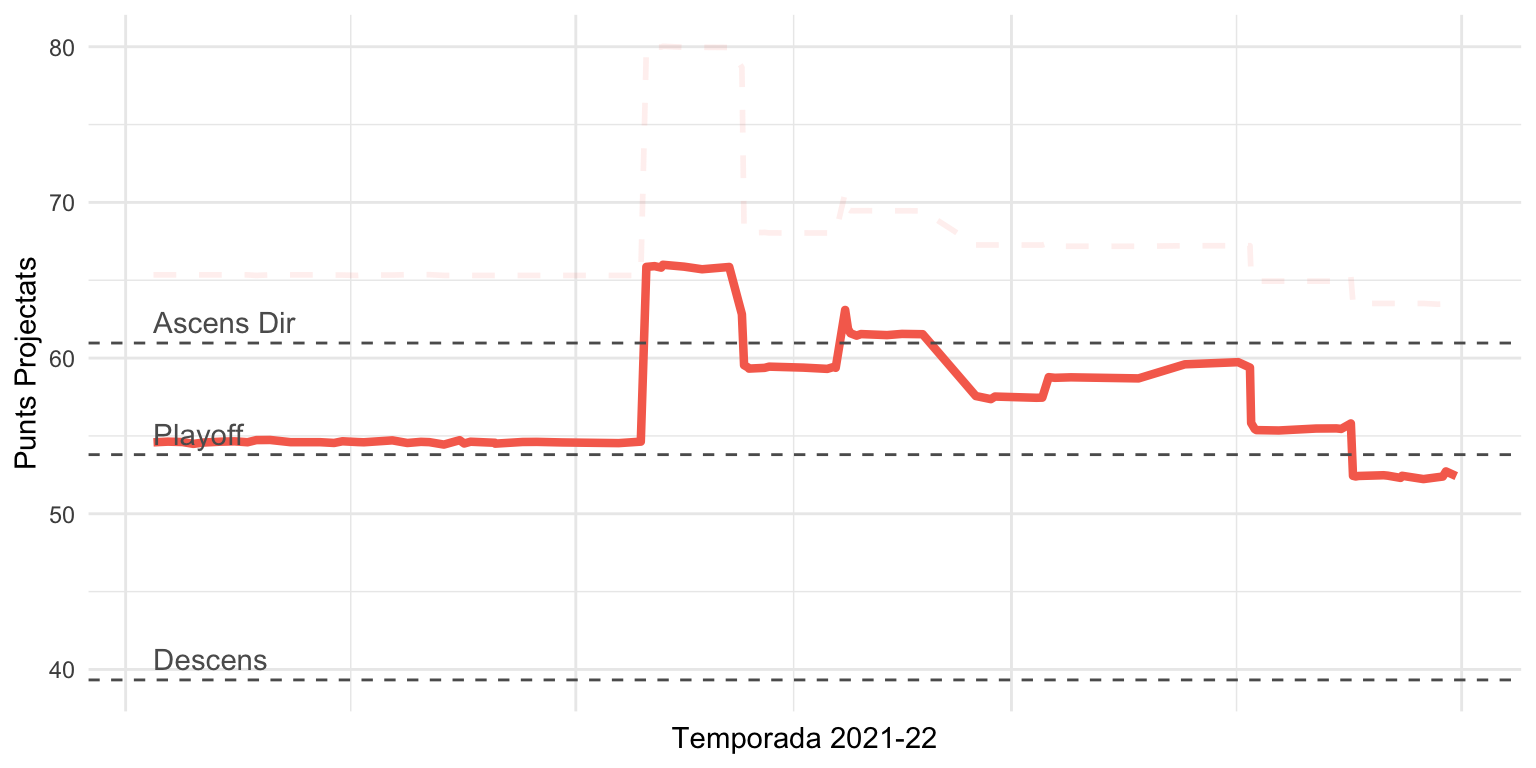 80
70
60
50
40
Punts Projectats
Ascens Dir
Playoff
Descens
Temporada 2021-22